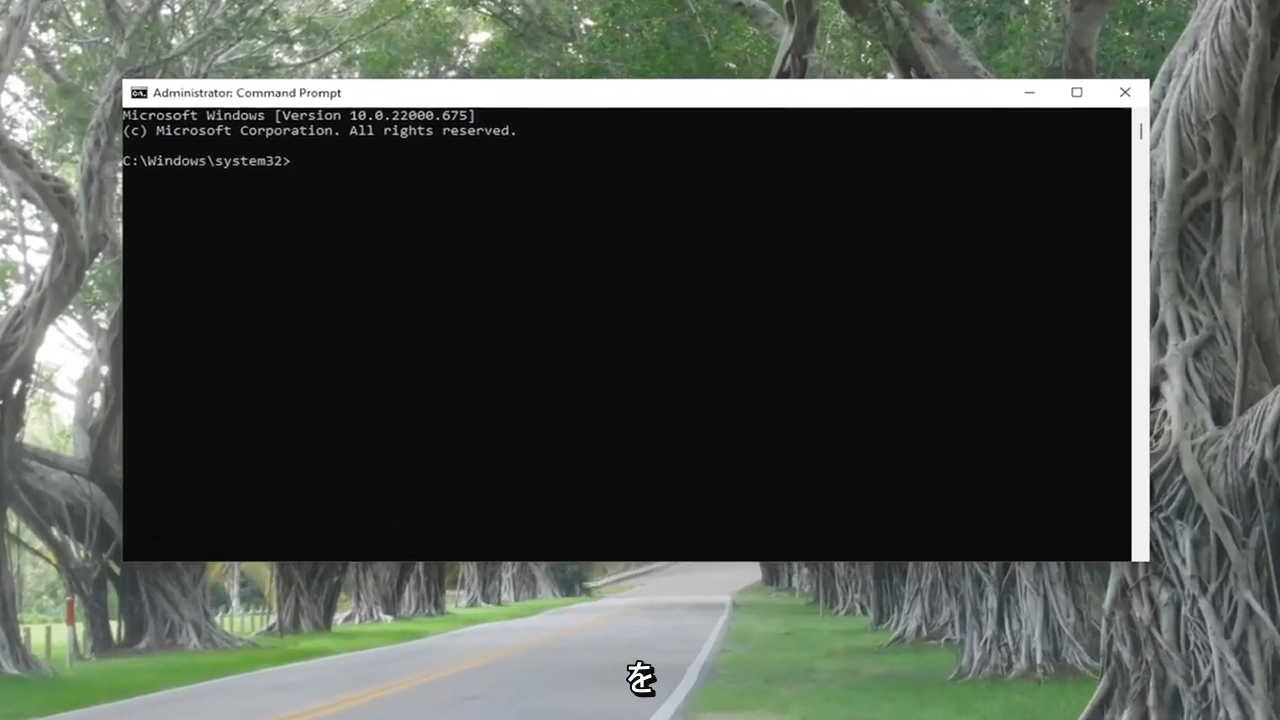 Administrator: Command Prompt
Microsoft Windows [Version 10.0.22000.675]
(c) Microsoft Corporation. All rights reserved.
C:\Windows\system32>
を